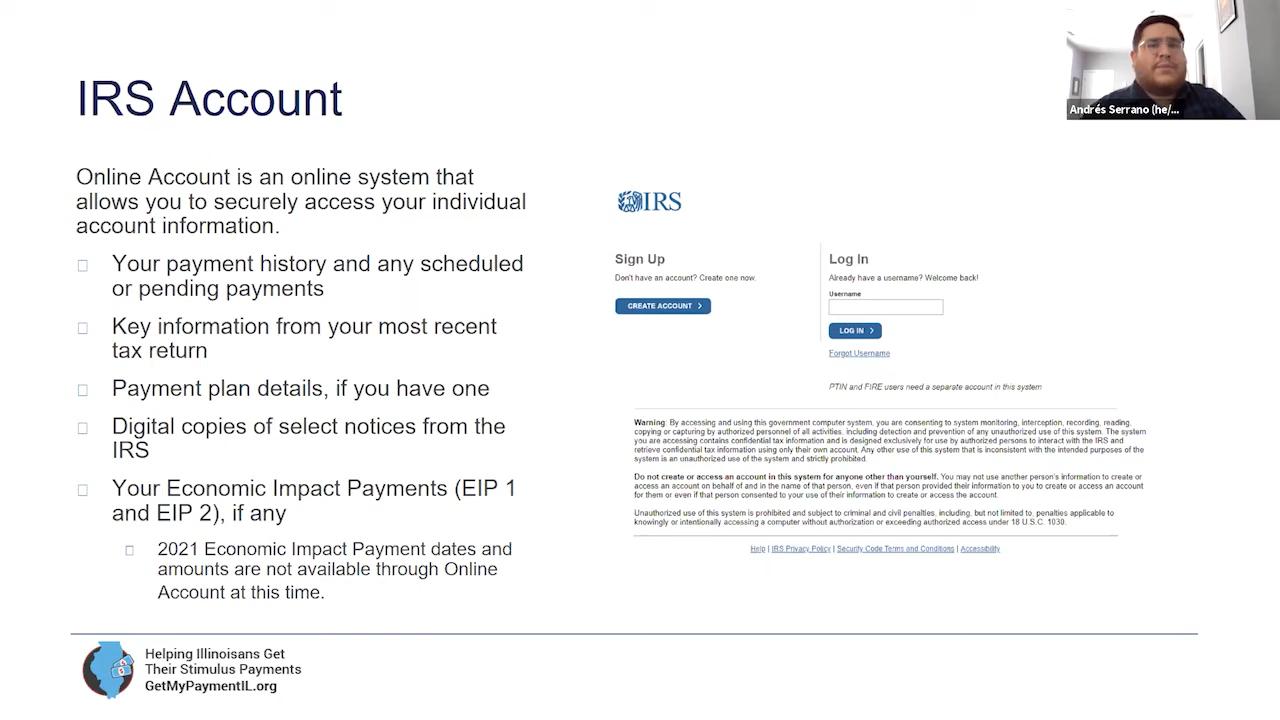 IRS Account
Andrés Serrano (he/...
Online Account is an online system that
allows you to securely access your individual
account information.
Your payment history and any scheduled
or pending payments
Key information from your most recent
tax return
Payment plan details, if you have one
Digital copies of select notices from the
IRS
Your Economic Impact Payments (EIP 1
and EIP 2), if any
2021 Economic Impact Payment dates and
amounts are not available through Online
Account at this time.
IRS
Sign Up
Don't have an account? Create one now.
CREATE ACCOUNT >
Log In
Already have a username? Welcome back!
Username
LOG IN >
Forgot Username
PTIN and FIRE users need a separate account in this system
Warning: By accessing and using this government computer system, you are consenting to system monitoring, interception, recording, reading,
copying or capturing by authorized personnel of all activities, including detection and prevention of any unauthorized use of this system. The system
you are accessing contains confidential tax information and is designed exclusively for use by authorized persons to interact with the IRS and
retrieve confidential tax information using only their own account. Any other use of this system that is inconsistent with the intended purposes of the
system is an unauthorized use of the system and strictly prohibited.
Do not create or access an account in this system for anyone other than yourself. You may not use another person's information to create or
access an account on behalf of and in the name of that person, even if that person provided their information to you to create or access an account
for them or even if that person consented to your use of their information to create or access the account.
Unauthorized use of this system is prohibited and subject to criminal and civil penalties, including, but not limited to, penalties applicable to
knowingly or intentionally accessing a computer without authorization or exceeding authorized access under 18 U.S.C. 1030.
Help | IRS Privacy Policy | Security Code Terms and Conditions | Accessibility
Helping Illinoisans Get
Their Stimulus Payments
GetMyPaymentIL.org